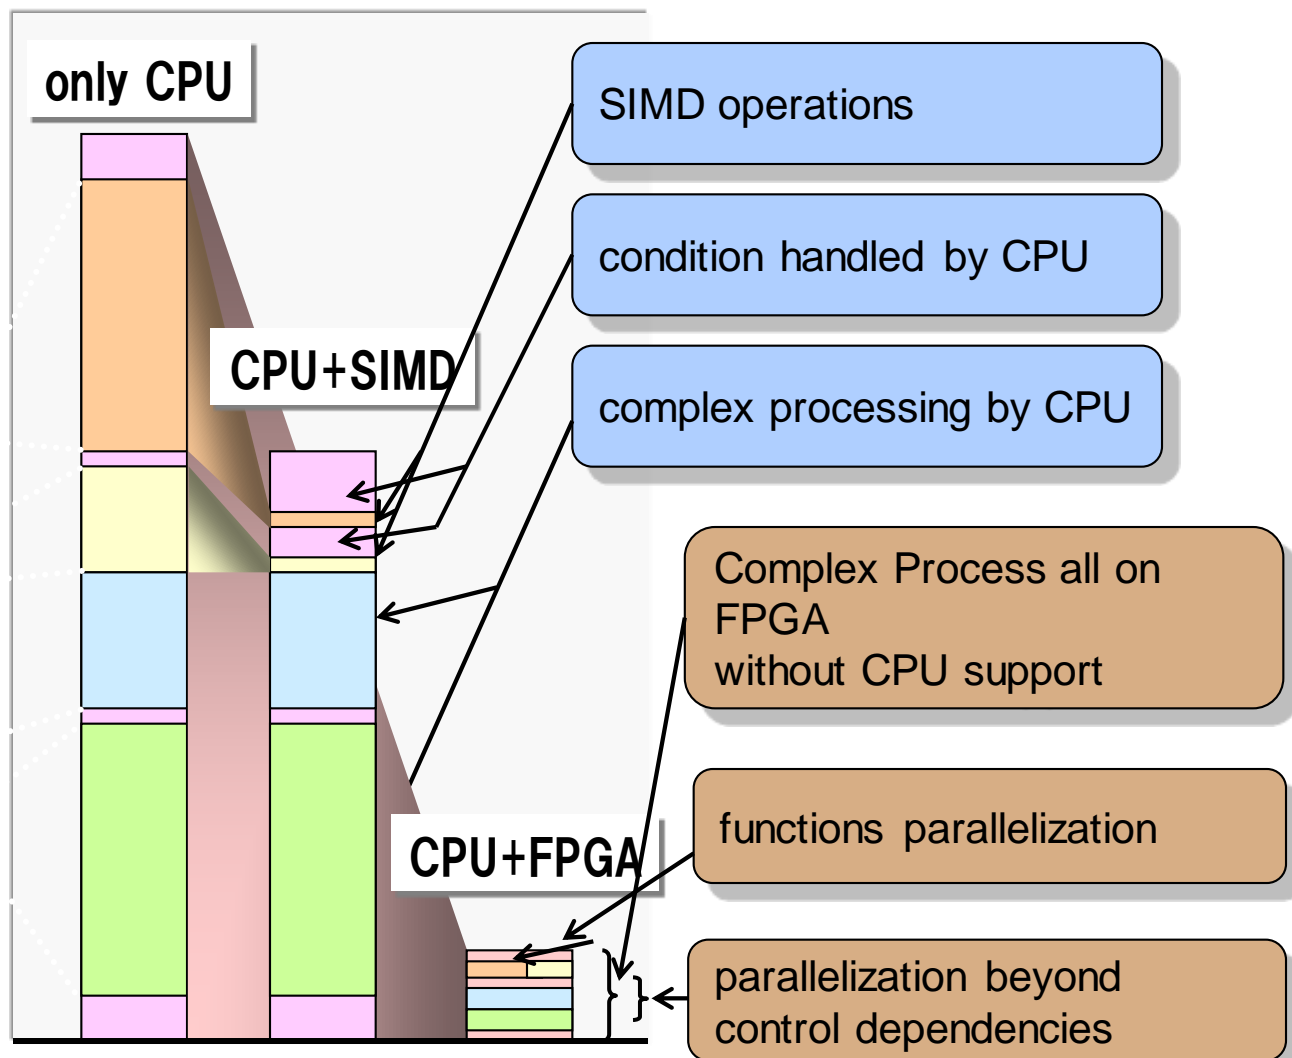 only CPU
SIMD operations
condition handled by CPU
CPU+SIMD
complex processing by CPU
Complex Process all on
FPGA
without CPU support
CPU+FPGA
functions parallelization
parallelization beyond
control dependencies